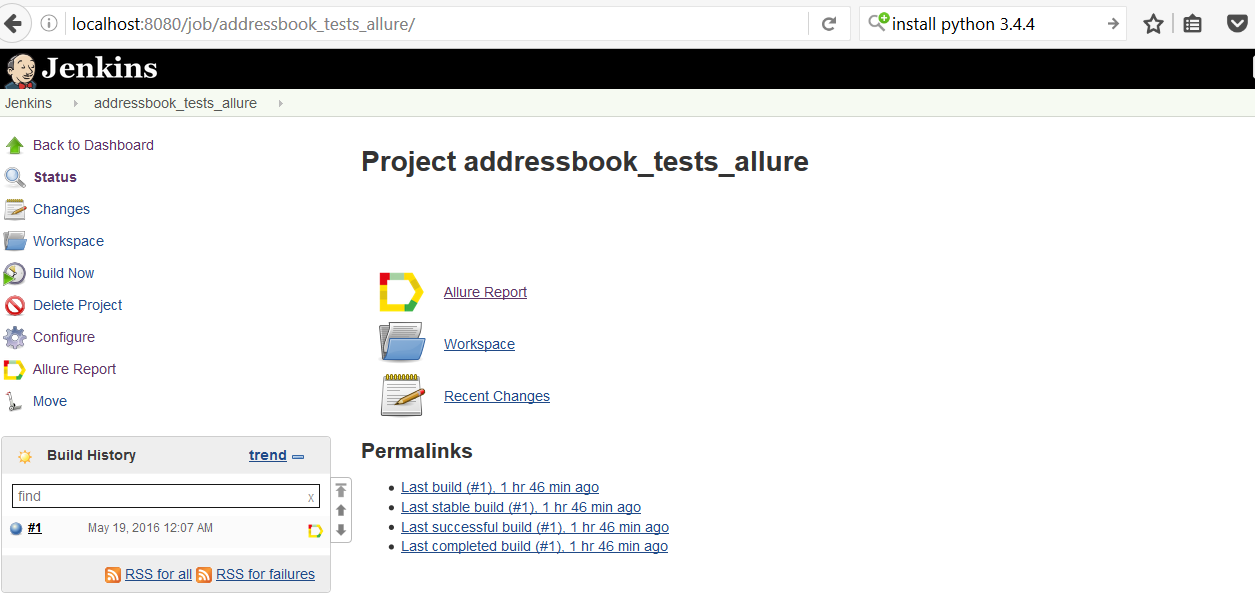 localhost:8080/job/addressbook_tests_allure/ install python 3.4.4
Jenkins
Jenkins addressbook_tests_allure
Back to Dashboard
Status
Changes
Workspace
Build Now
Delete Project
Configure
Allure Report
Move
Build History trend
find x
#1 May 19, 2016 12:07 AM
RSS for all RSS for failures
Project addressbook_tests_allure
Allure Report
Workspace
Recent Changes
Permalinks
Last build (#1), 1 hr 46 min ago
Last stable build (#1), 1 hr 46 min ago
Last successful build (#1), 1 hr 46 min ago
Last completed build (#1), 1 hr 46 min ago